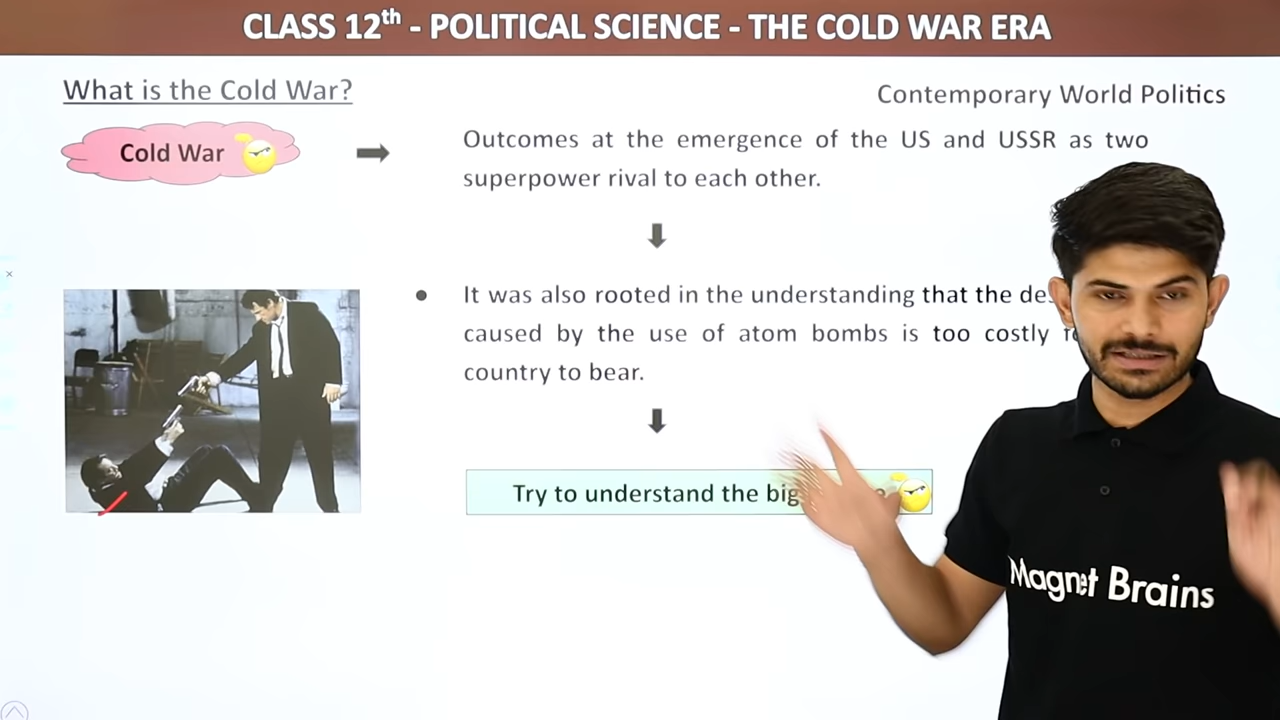 CLASS 12th - POLITICAL SCIENCE - THE COLD WAR ERA
What is the Cold War?
Contemporary World Politics
Cold War
Outcomes at the emergence of the US and USSR as two
superpower rival to each other.
It was also rooted in the understanding that the
caused by the use of atom bombs is too costly
country to bear.
Try to understand the
Magnet Brains